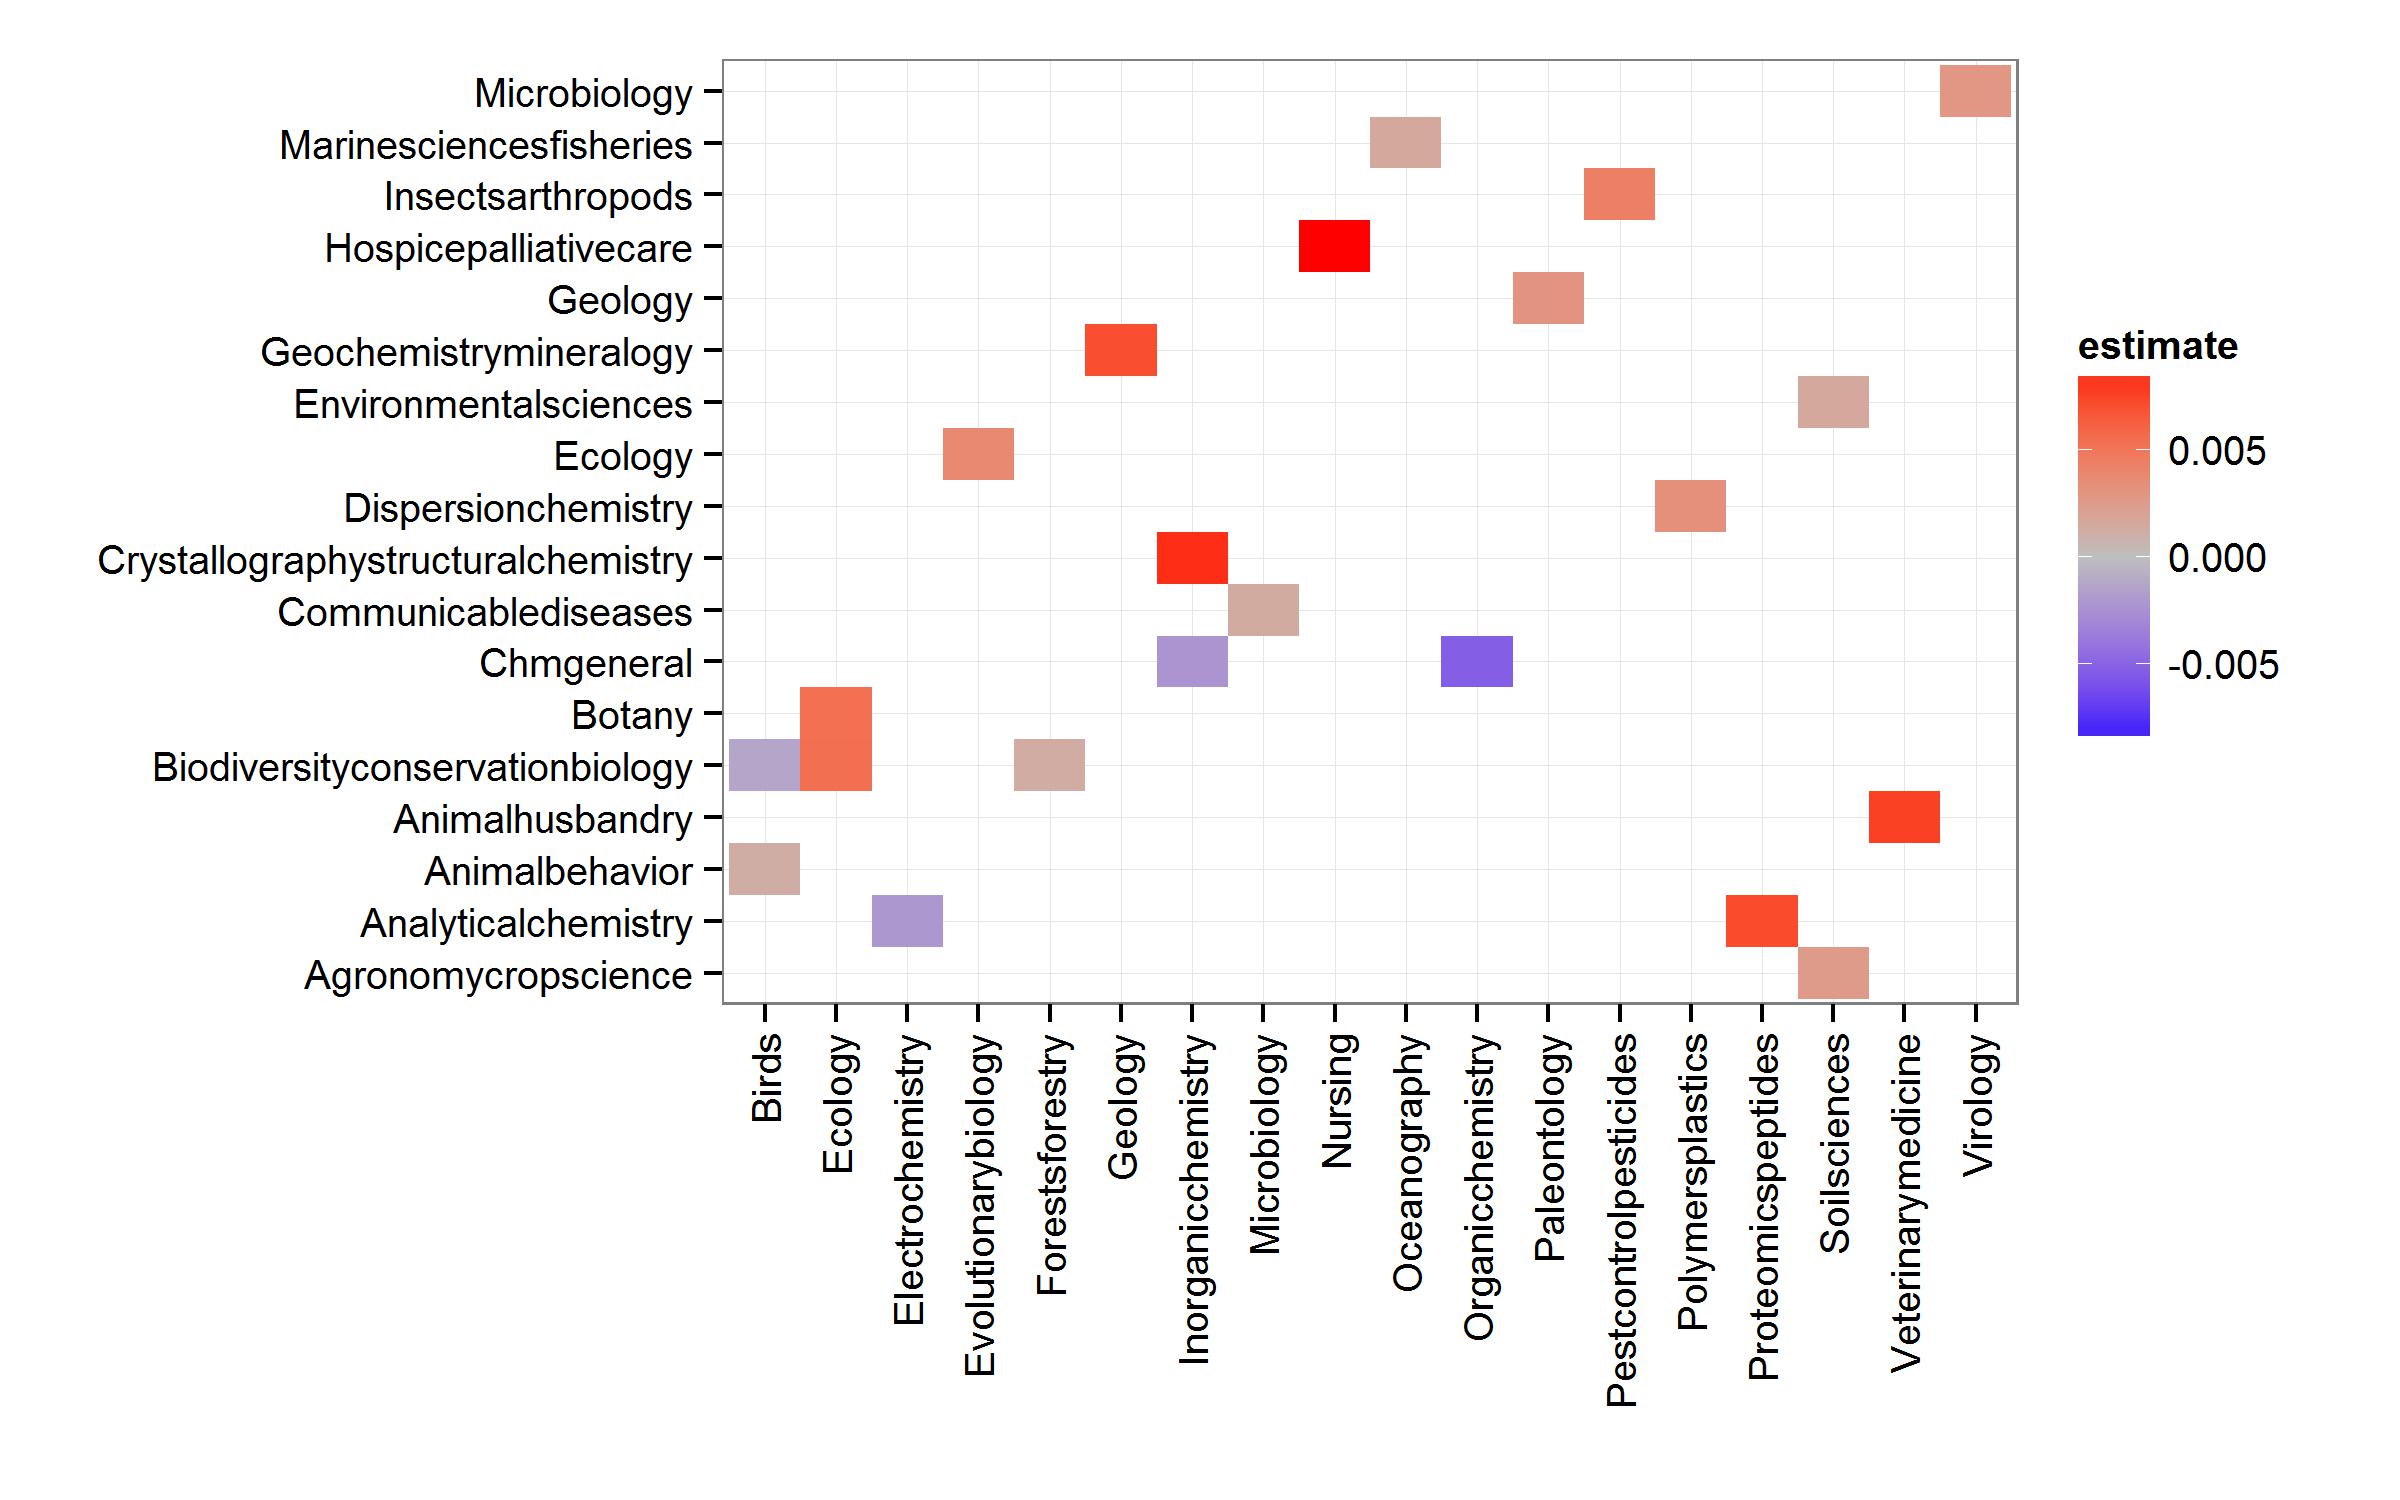 Microbiology
Marinesciencesfisheries
Insectsarthropods
Hospicepalliativecare
Geology
Geochemistrymineralogy
Environmentalsciences
Ecology
Dispersionchemistry
Crystallographystructuralchemistry
Communicablediseases
Chmgeneral
Botany
Biodiversityconservationbiology
Animalhusbandry
Animalbehavior
Analyticalchemistry
Agronomycropscience
Birds
Ecology
Electrochemistry
Evolutionarybiology
Forestsforestry
Geology
Inorganicchemistry
Microbiology
Nursing
Oceanography
Organicchemistry
Paleontology
Pestcontrolpesticides
Polymersplastics
Proteomicspeptides
Soilsciences
Veterinarymedicine
Virology
estimate
0.005
0.000
-0.005